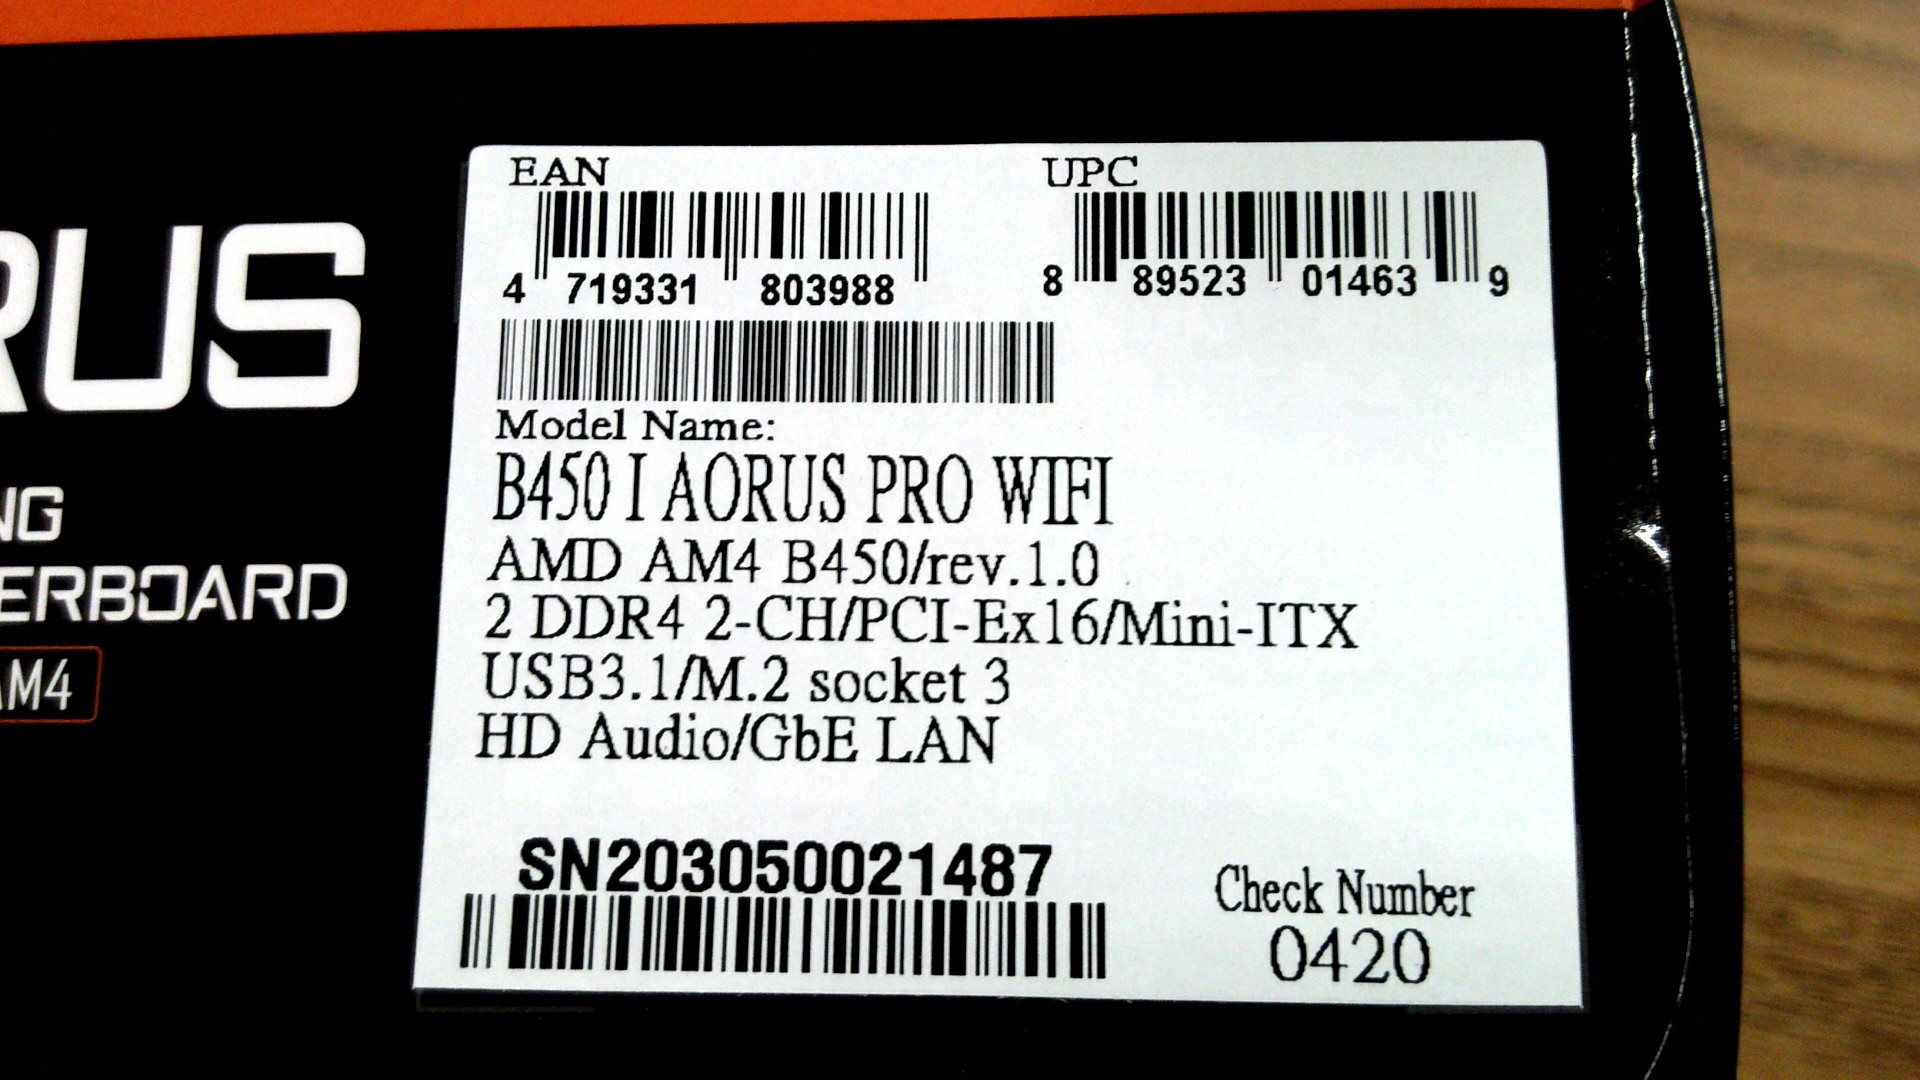 RUS
NG
ERBOARD
AM4
EAN
4 719331 803988
UPC
8 89523 01463 9
Model Name:
B450 I AORUS PRO WIFI
AMD AM4 B450/rev.1.0
2 DDR4 2-CH/PCI-Ex16/Mini-ITX
USB3.1/M.2 socket 3
HD Audio/GbE LAN
SN203050021487
Check Number
0420